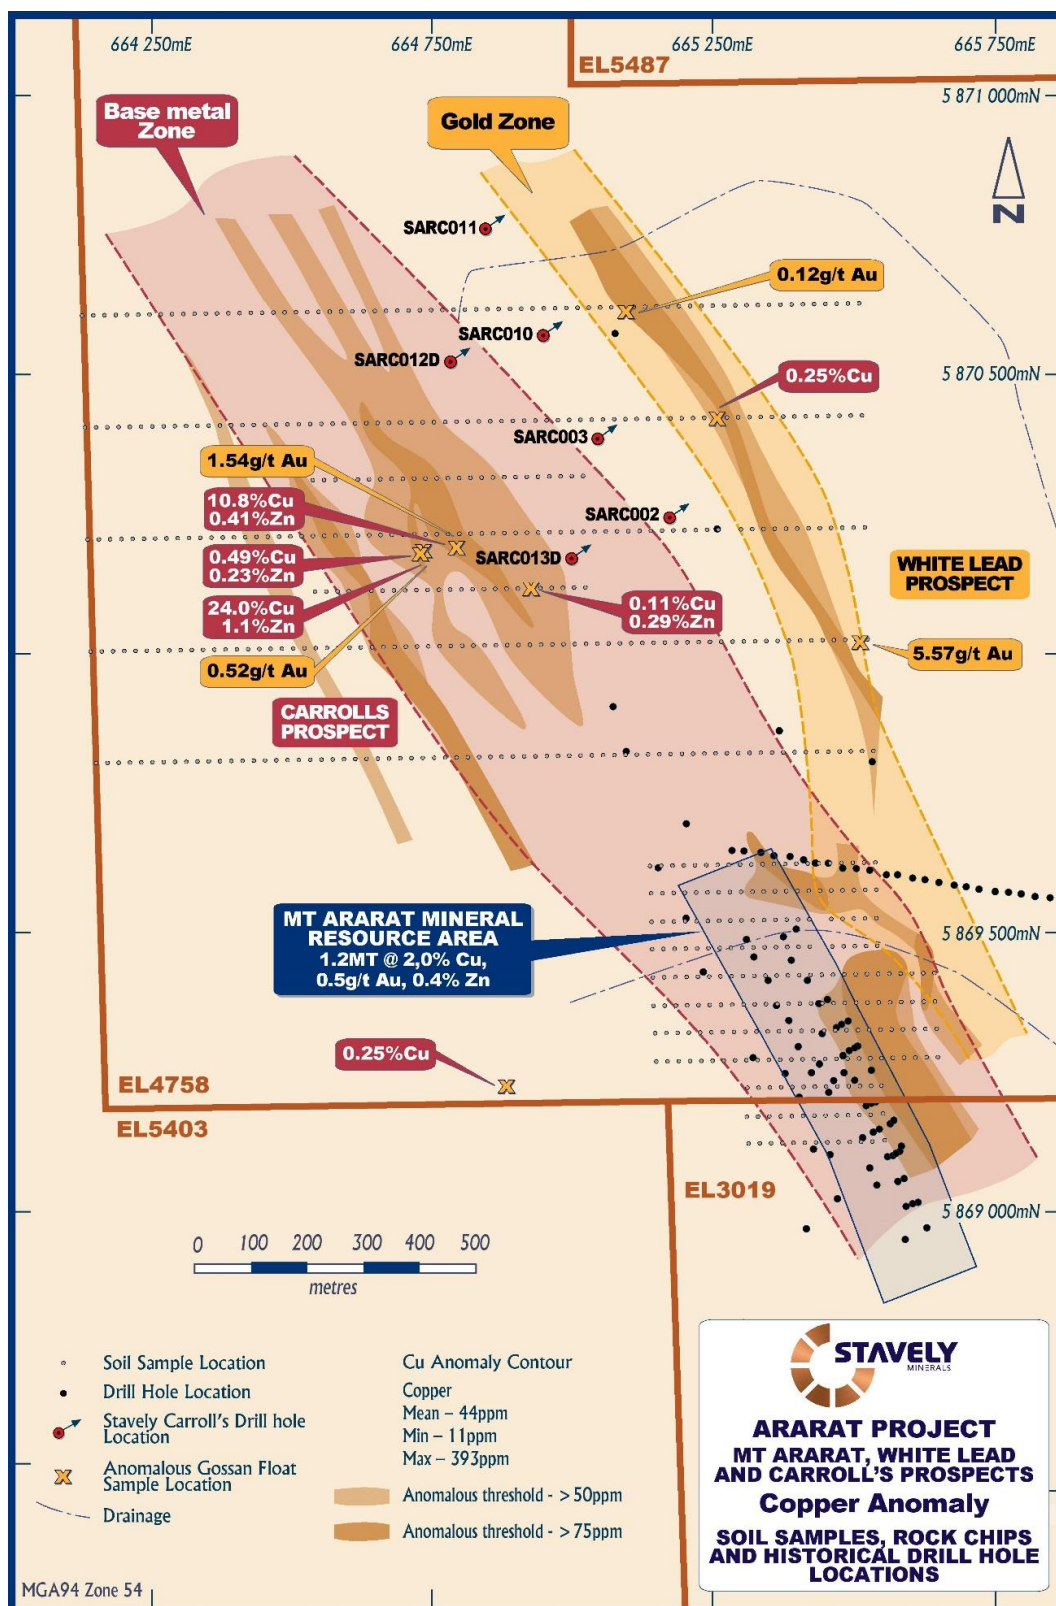 664 250mE
664 750mE
665 250mE
665 750mE
EL5487
5 871 000mN
Base metal
Zone
Gold Zone
N
SARC011
0.12g/t Au
SARC010
SARC012D
5 870 500mN
0.25%Cu
SARC003
1.54g/t Au
10.8%Cu
0.41%Zn
SARC002
0.49%Cu
0.23%Zn
SARC013D
WHITE LEAD
PROSPECT
24.0%Cu
1.1%Zn
0.11%Cu
0.29%Zn
0.52g/t Au
5.57g/t Au
CARROLLS
PROSPECT
MT ARARAT MINERAL
RESOURCE AREA
1.2MT @ 2,0% Cu,
0.5g/t Au, 0.4% Zn
5 869 500mN
0.25%Cu
EL4758
EL5403
EL3019
5 869 000mN
0 100 200 300 400 500
metres
Soil Sample Location
Drill Hole Location
Stavely Carroll's Drill hole
Location
Anomalous Gossan Float
Sample Location
Drainage
Cu Anomaly Contour
Copper
Mean – 44ppm
Min – 11ppm
Max – 393ppm
Anomalous threshold - >50ppm
Anomalous threshold - >75ppm
STAVELY
MINERALS
ARARAT PROJECT
MT ARARAT, WHITE LEAD
AND CARROLL'S PROSPECTS
Copper Anomaly
SOIL SAMPLES, ROCK CHIPS
AND HISTORICAL DRILL HOLE
LOCATIONS
MGA94 Zone 54